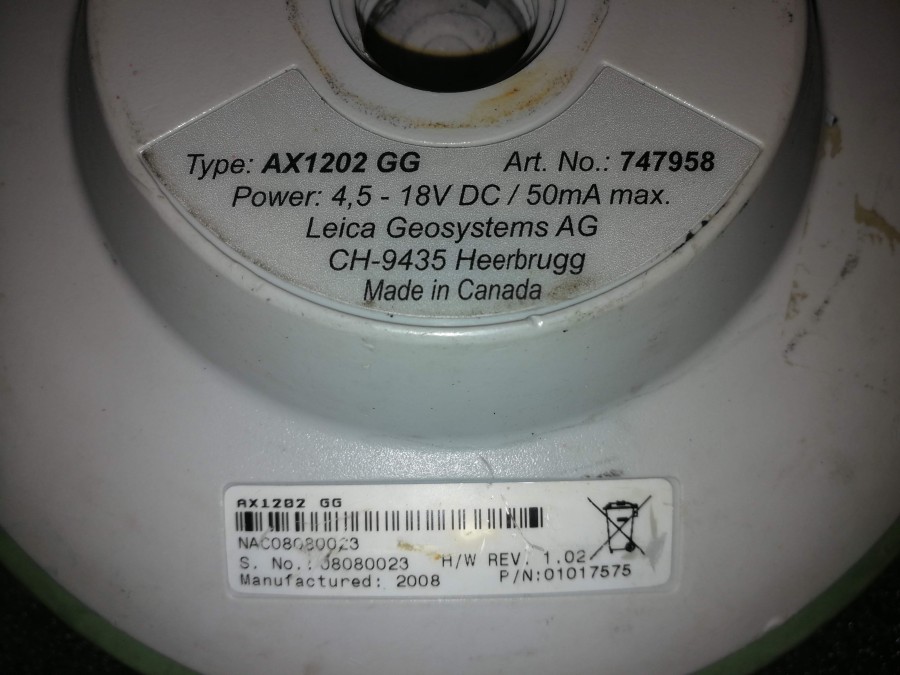 Type: AX1202 GG Art. No.: 747958
Power: 4,5 - 18V DC / 50mA max.
Leica Geosystems AG
CH-9435 Heerbrugg
Made in Canada
AX1202 GG
NAC08080023
S. No.: 08080023 H/W REV. 1.02
Manufactured: 2008 P/N:01017575